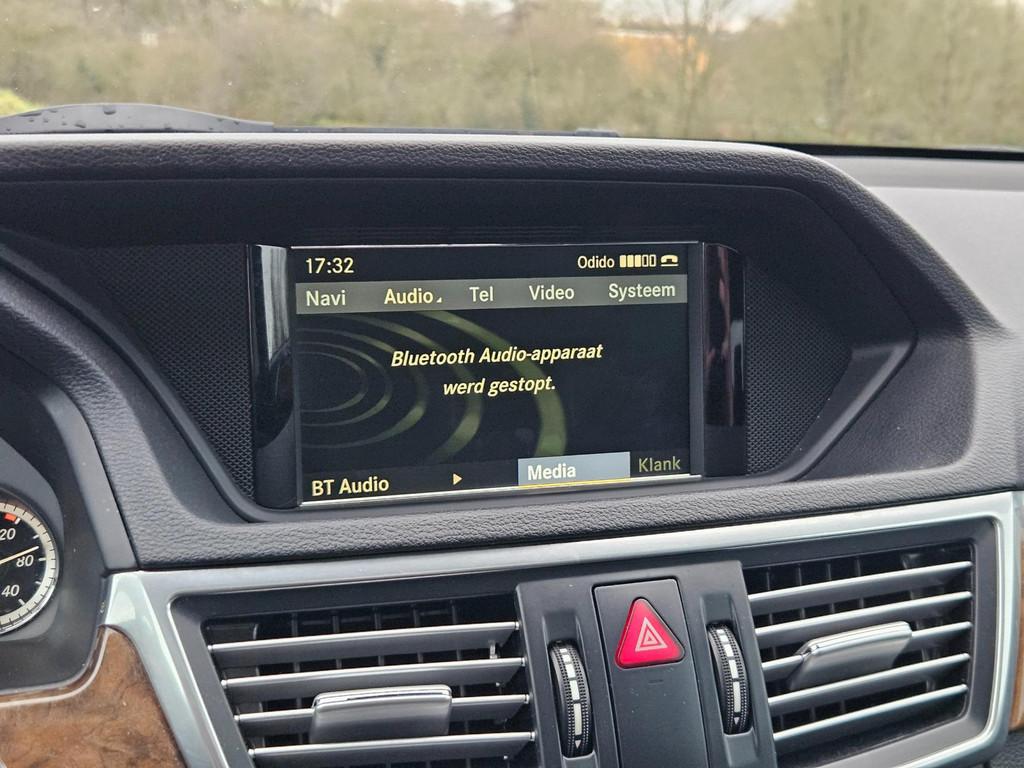 17:32 Odido
Navi Audio Tel Video Systeem
Bluetooth Audio-apparaat
werd gestopt.
BT Audio Media Klank
20
80
40